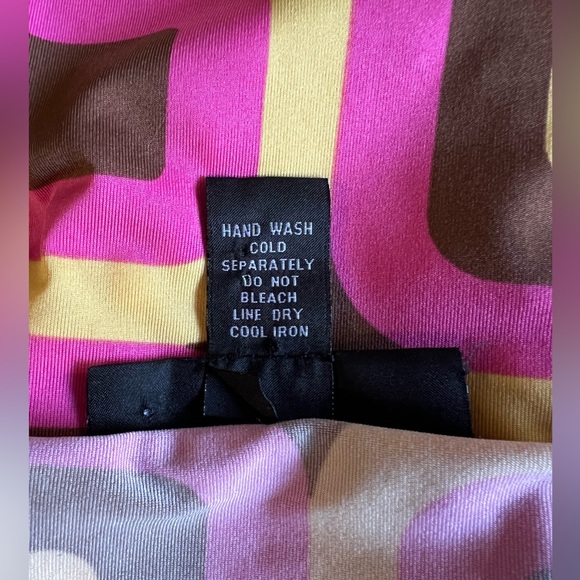 HAND WASH
COLD
SEPARATELY
DO NOT
BLEACH
LINE DRY
COOL IRON